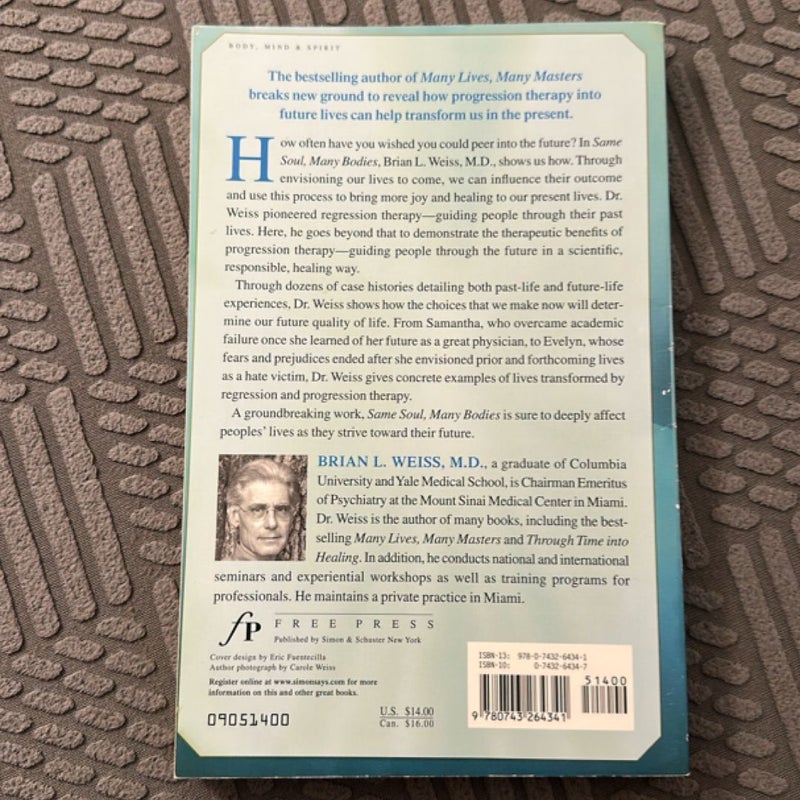 BODY, MIND & SPIRIT
The bestselling author of Many Lives, Many Masters
breaks new ground to reveal how progression therapy into
future lives can help transform us in the present.
How often have you wished you could peer into the future? In Same
Soul, Many Bodies, Brian L. Weiss, M.D., shows us how. Through
envisioning our lives to come, we can influence their outcome
and use this process to bring more joy and healing to our present lives. Dr.
Weiss pioneered regression therapy—guiding people through their past
lives. Here, he goes beyond that to demonstrate the therapeutic benefits of
progression therapy—guiding people through the future in a scientific,
responsible, healing way.
Through dozens of case histories detailing both past-life and future-life
experiences, Dr. Weiss shows how the choices that we make now will deter-
mine our future quality of life. From Samantha, who overcame academic
failure once she learned of her future as a great physician, to Evelyn, whose
fears and prejudices ended after she envisioned prior and forthcoming lives
as a hate victim, Dr. Weiss gives concrete examples of lives transformed by
regression and progression therapy.
A groundbreaking work, Same Soul, Many Bodies is sure to deeply affect
peoples' lives as they strive toward their future.
BRIAN L. WEISS, M.D., a graduate of Columbia
University and Yale Medical School, is Chairman Emeritus
of Psychiatry at the Mount Sinai Medical Center in Miami.
Dr. Weiss is the author of many books, including the best-
selling Many Lives, Many Masters and Through Time into
Healing. In addition, he conducts national and international
seminars and experiential workshops as well as training programs for
professionals. He maintains a private practice in Miami.
fP FREE PRESS
Published by Simon & Schuster New York
Cover design by Eric Fuentecilla
Author photograph by Carole Weiss
Register online at www.simonsays.com for more
information on this and other great books.
09051400
U.S. $14.00
Can. $16.00
ISBN-13: 978-0-7432-6434-1
ISBN-10: 0-7432-6434-7
51400
9 780743 264341